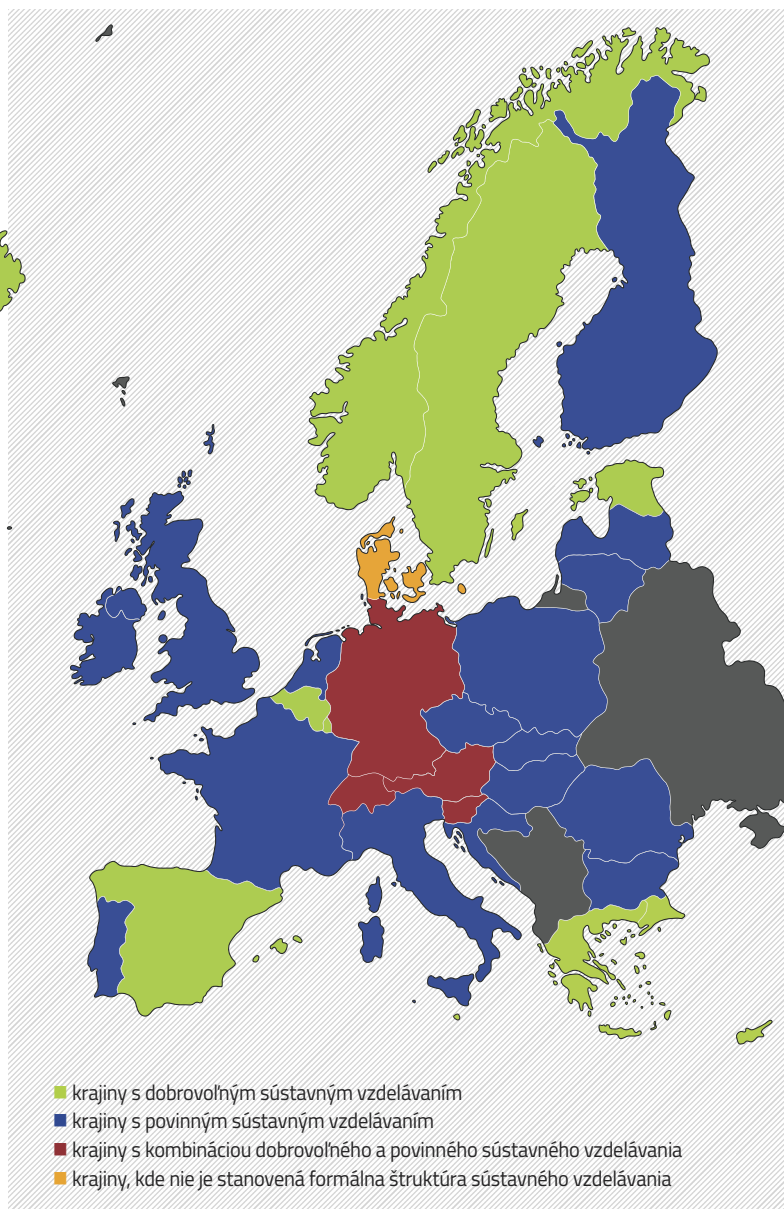 krajiny s dobrovoľným sústavným vzdelávaním
krajiny s povinným sústavným vzdelávaním
krajiny s kombináciou dobrovoľného a povinného sústavného vzdelávania
krajiny, kde nie je stanovená formálna štruktúra sústavného vzdelávania